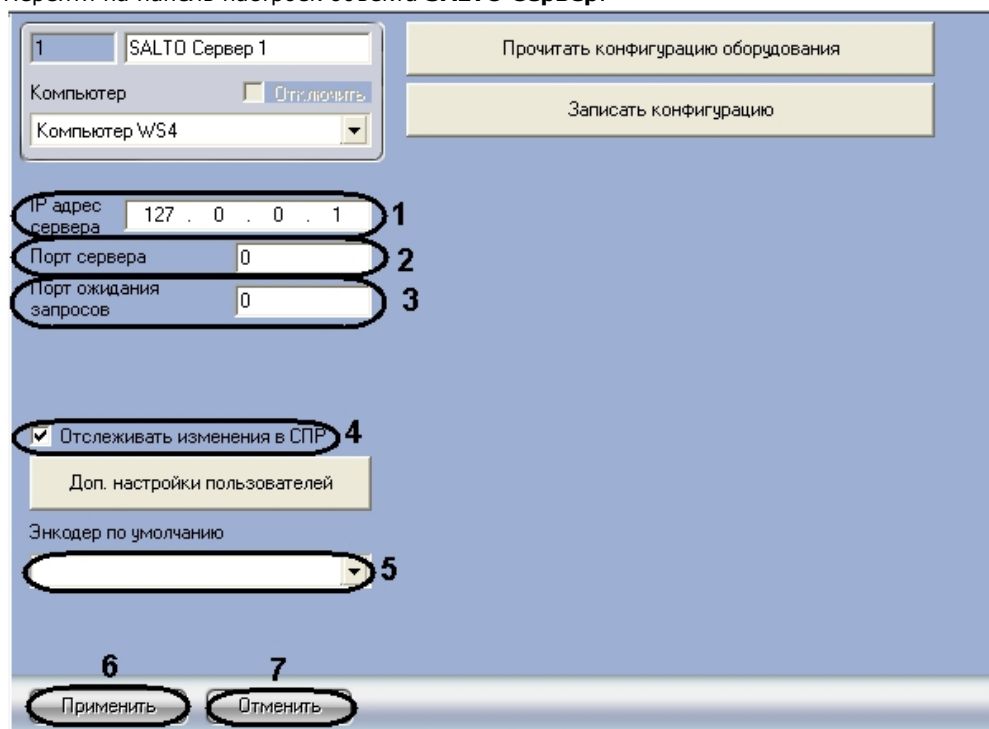 Перейти на панель настроек объекта SALTO Сервер.
1 SALTO Сервер 1
Прочитать конфигурацию оборудования
Компьютер Отключить
Записать конфигурацию
Компьютер WS4
IP адрес сервера 127 . 0 . 0 . 1 1
Порт сервера 0 2
Порт ожидания запросов 0 3
Отслеживать изменения в СПР 4
Доп. настройки пользователей
Энкодер по умолчанию
5
6 7
Применить Отменить